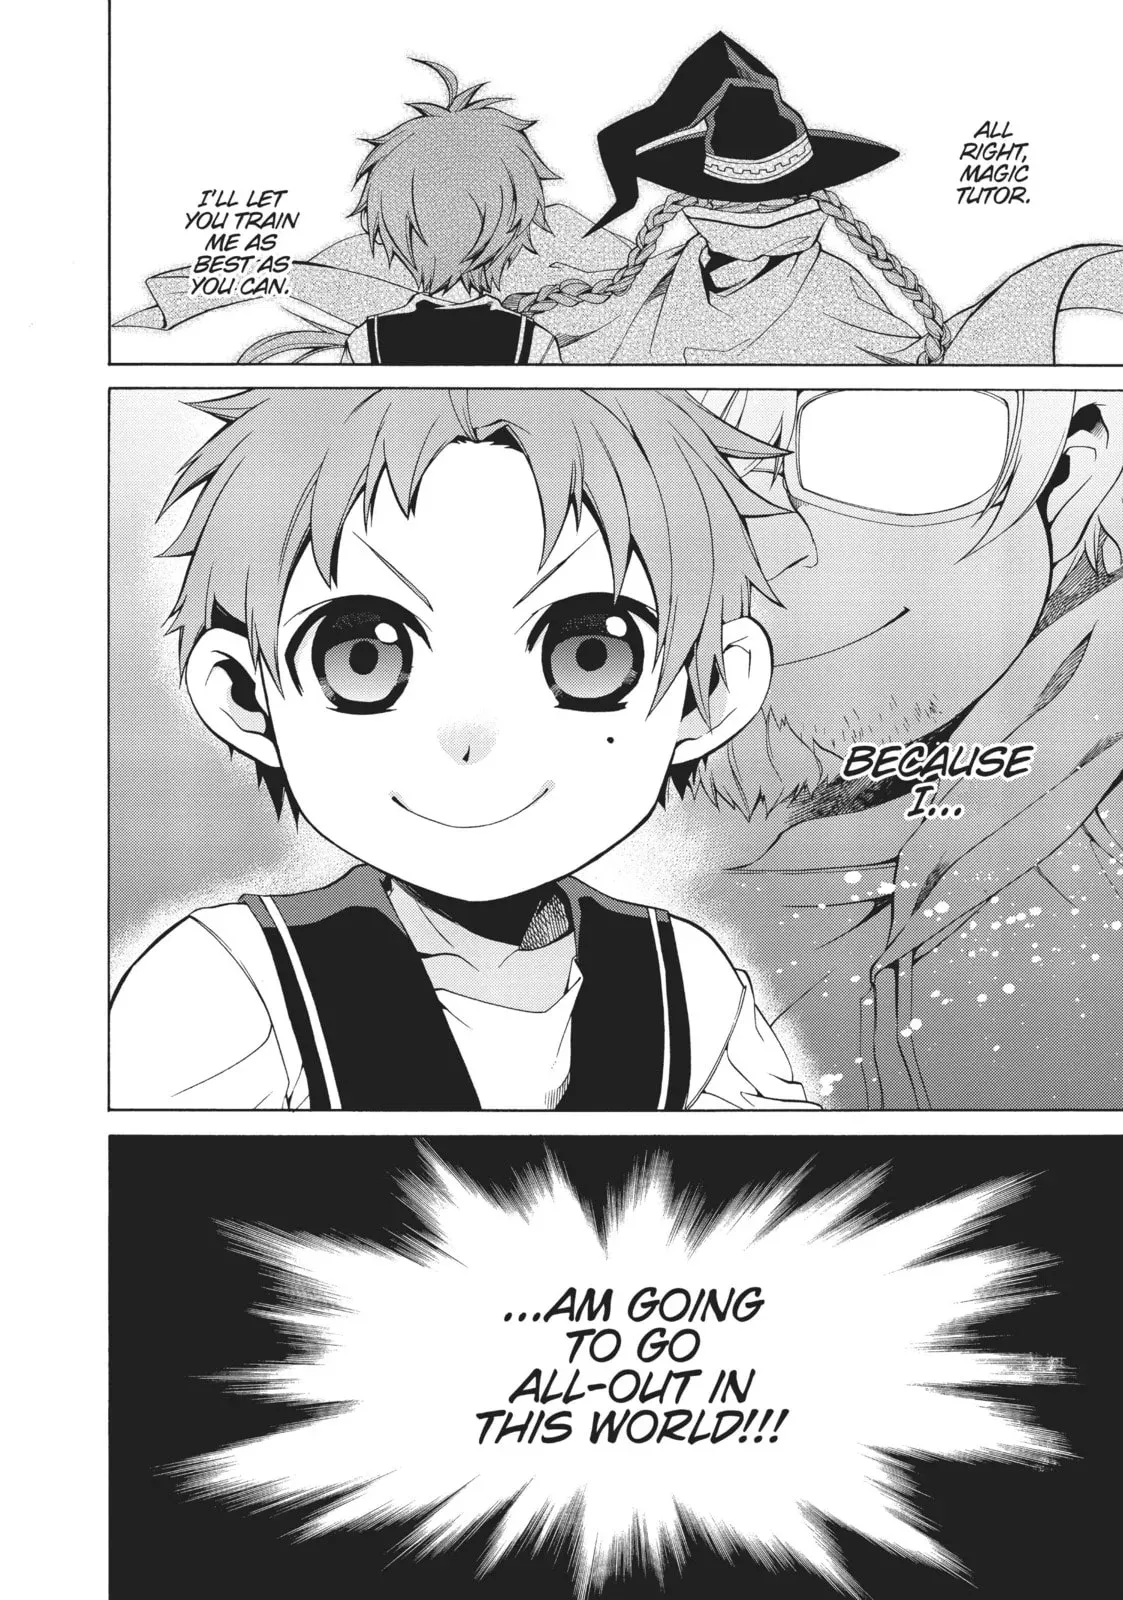 ALL
RIGHT,
MAGIC
TUTOR.
I'LL LET
YOU TRAIN
ME AS
BEST AS
YOU CAN.
BECAUSE
I...
...AM GOING
TO GO
ALL-OUT IN
THIS WORLD!!!